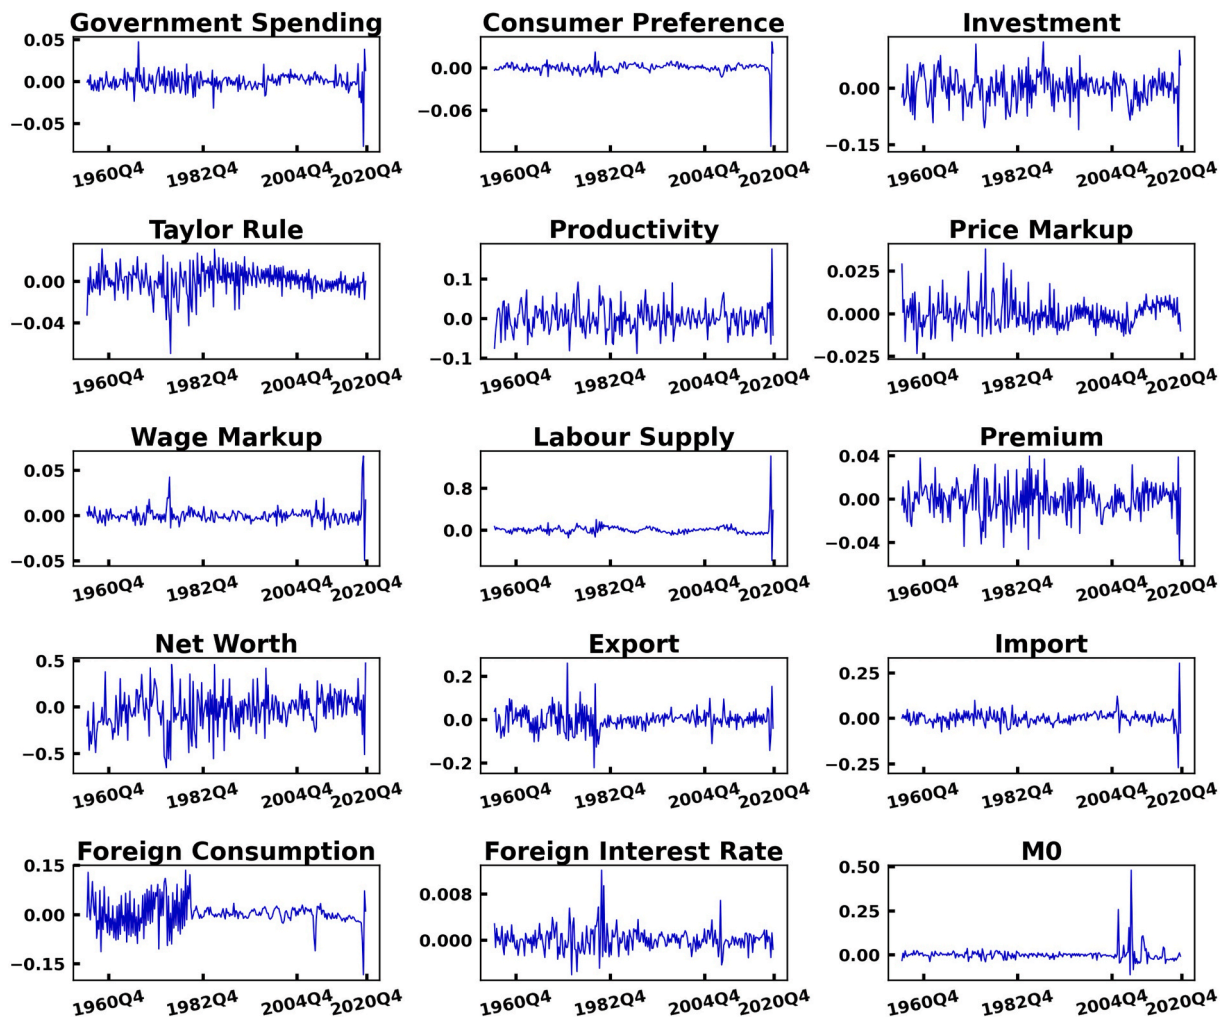 Government Spending
0.05
0.00
−0.05
1960Q4 1982Q4 2004Q4 2020Q4
Consumer Preference
0.00
−0.06
1960Q4 1982Q4 2004Q4 2020Q4
Investment
0.00
−0.15
1960Q4 1982Q4 2004Q4 2020Q4
Taylor Rule
0.00
−0.04
1960Q4 1982Q4 2004Q4 2020Q4
Productivity
0.1
0.0
−0.1
1960Q4 1982Q4 2004Q4 2020Q4
Price Markup
0.025
0.000
−0.025
1960Q4 1982Q4 2004Q4 2020Q4
Wage Markup
0.05
0.00
−0.05
1960Q4 1982Q4 2004Q4 2020Q4
Labour Supply
0.8
0.0
1960Q4 1982Q4 2004Q4 2020Q4
Premium
0.04
0.00
−0.04
1960Q4 1982Q4 2004Q4 2020Q4
Net Worth
0.5
0.0
−0.5
1960Q4 1982Q4 2004Q4 2020Q4
Export
0.2
0.0
−0.2
1960Q4 1982Q4 2004Q4 2020Q4
Import
0.25
0.00
−0.25
1960Q4 1982Q4 2004Q4 2020Q4
Foreign Consumption
0.15
0.00
−0.15
1960Q4 1982Q4 2004Q4 2020Q4
Foreign Interest Rate
0.008
0.000
1960Q4 1982Q4 2004Q4 2020Q4
M0
0.50
0.25
0.00
1960Q4 1982Q4 2004Q4 2020Q4